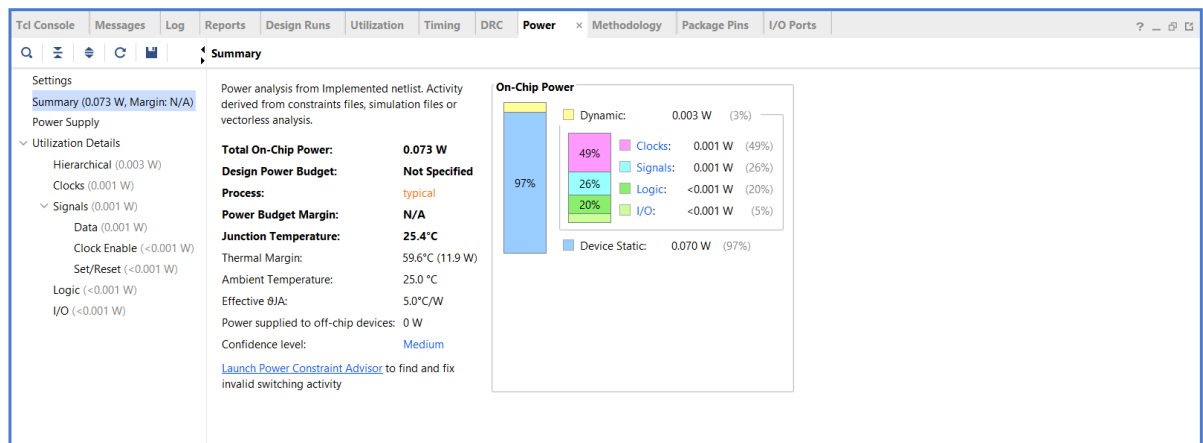 Tcl Console Messages Log Reports Design Runs Utilization Timing DRC Power × Methodology Package Pins I/O Ports ? _
Summary
Settings
Summary (0.073 W, Margin: N/A)
Power Supply
Utilization Details
Hierarchical (0.003 W)
Clocks (0.001 W)
Signals (0.001 W)
Data (0.001 W)
Clock Enable (<0.001 W)
Set/Reset (<0.001 W)
Logic (<0.001 W)
I/O (<0.001 W)
Power analysis from Implemented netlist. Activity
derived from constraints files, simulation files or
vectorless analysis.
Total On-Chip Power: 0.073 W
Design Power Budget: Not Specified
Process: typical
Power Budget Margin: N/A
Junction Temperature: 25.4°C
Thermal Margin: 59.6°C (11.9 W)
Ambient Temperature: 25.0 °C
Effective ϑJA: 5.0°C/W
Power supplied to off-chip devices: 0 W
Confidence level: Medium
Launch Power Constraint Advisor to find and fix
invalid switching activity
On-Chip Power
Dynamic: 0.003 W (3%)
49% Clocks: 0.001 W (49%)
26% Signals: 0.001 W (26%)
20% Logic: <0.001 W (20%)
I/O: <0.001 W (5%)
97%
Device Static: 0.070 W (97%)